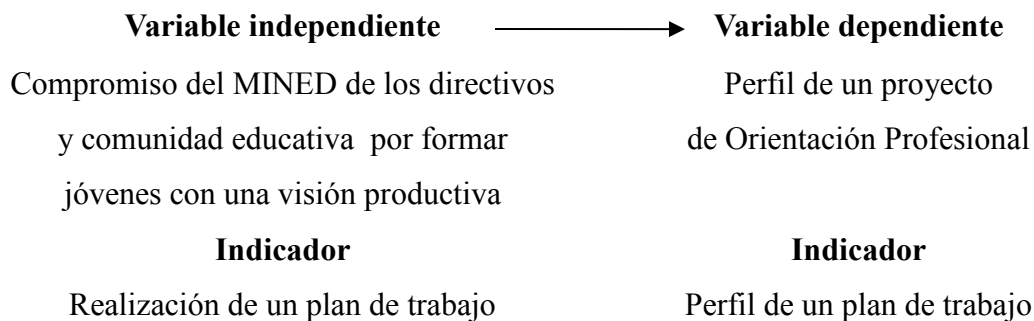 Variable independiente
Variable dependiente
Compromiso del MINED de los directivos
y comunidad educativa por formar
jóvenes con una visión productiva
Perfil de un proyecto
de Orientación Profesional
Indicador
Indicador
Realización de un plan de trabajo
Perfil de un plan de trabajo